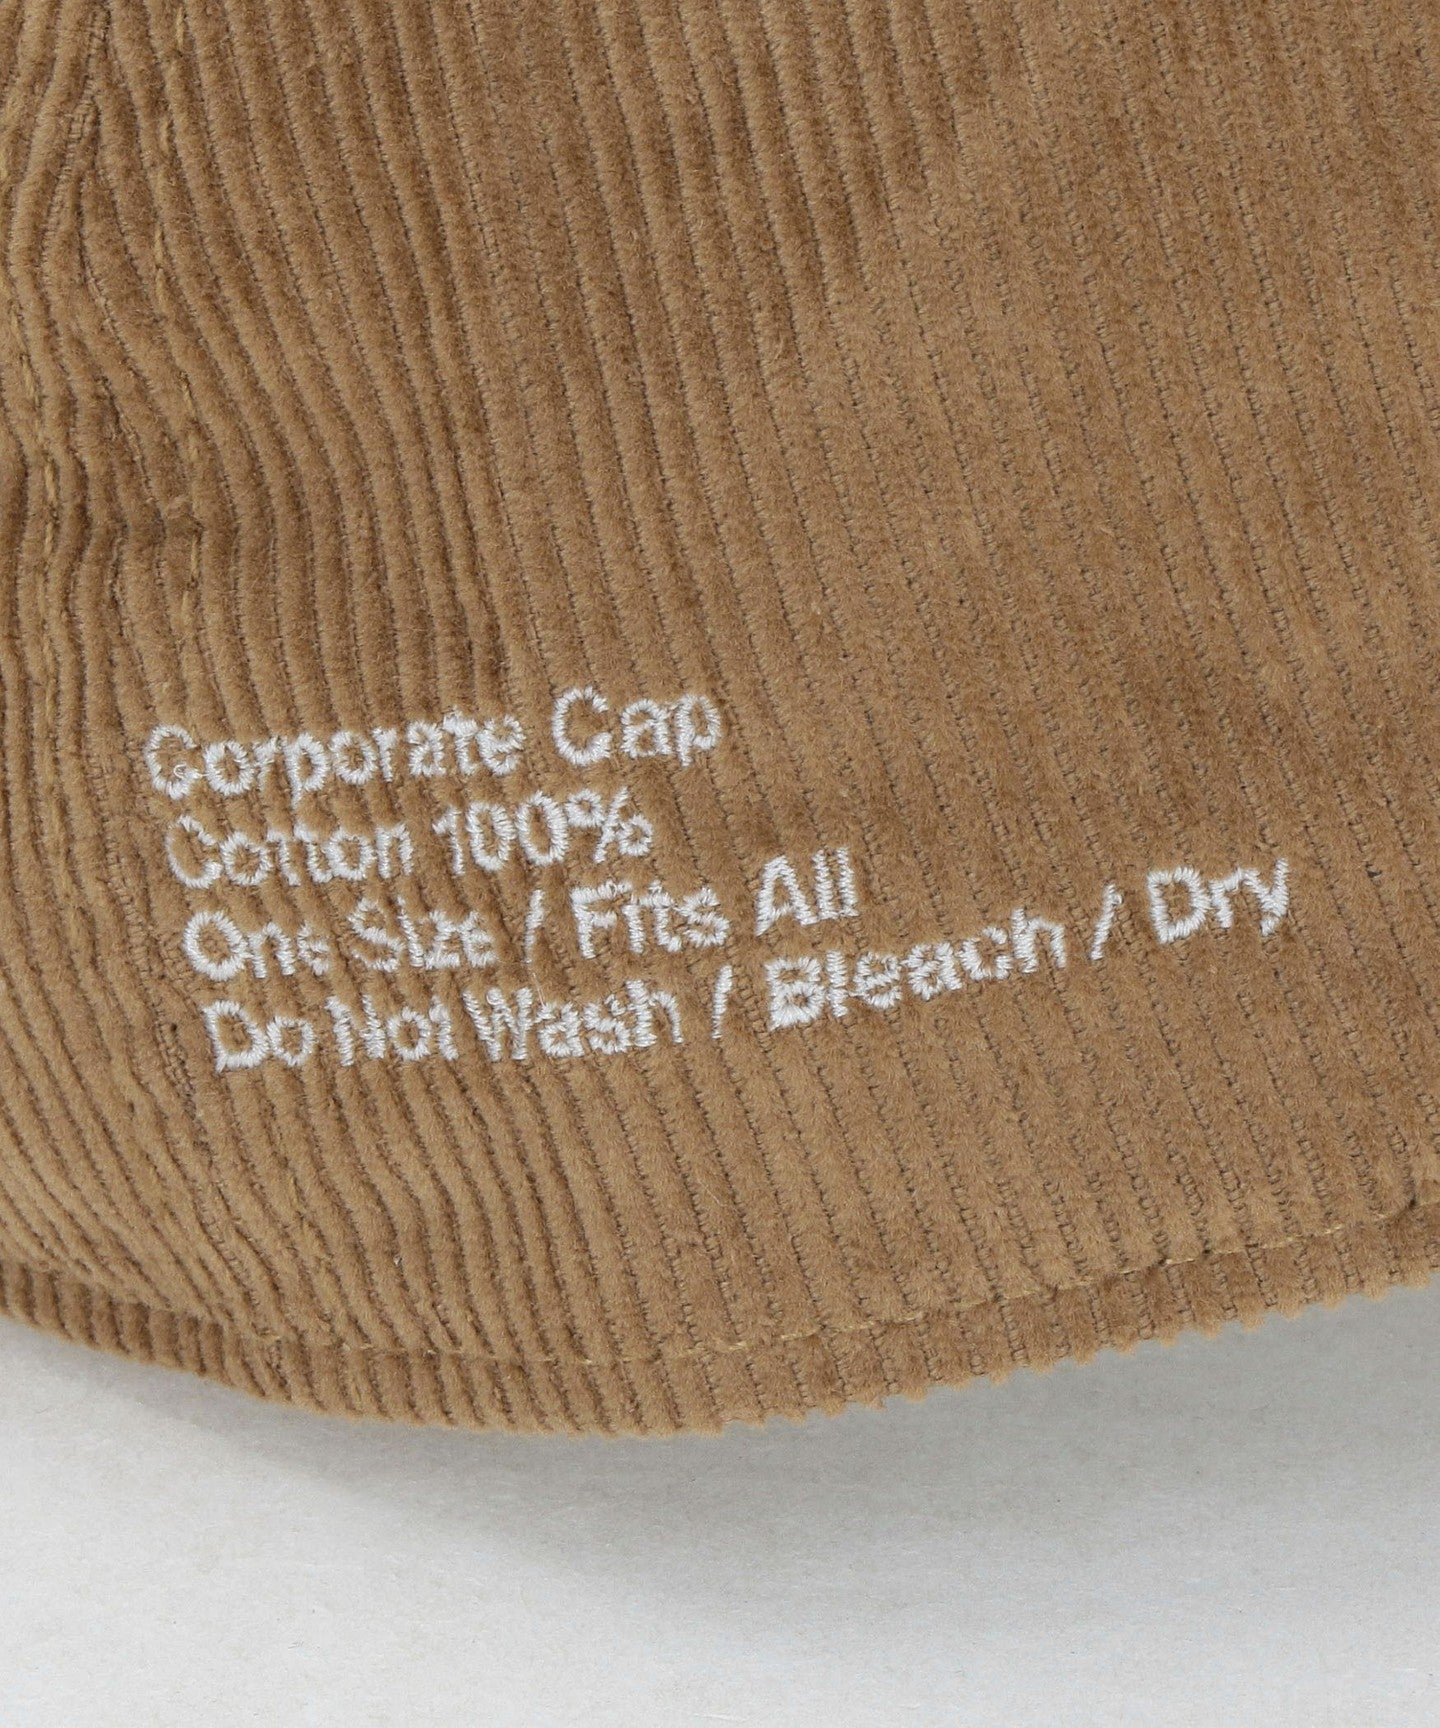 Corporate Cap
Cotton 100%
One Size / Fits All
Do Not Wash / Bleach / Dry